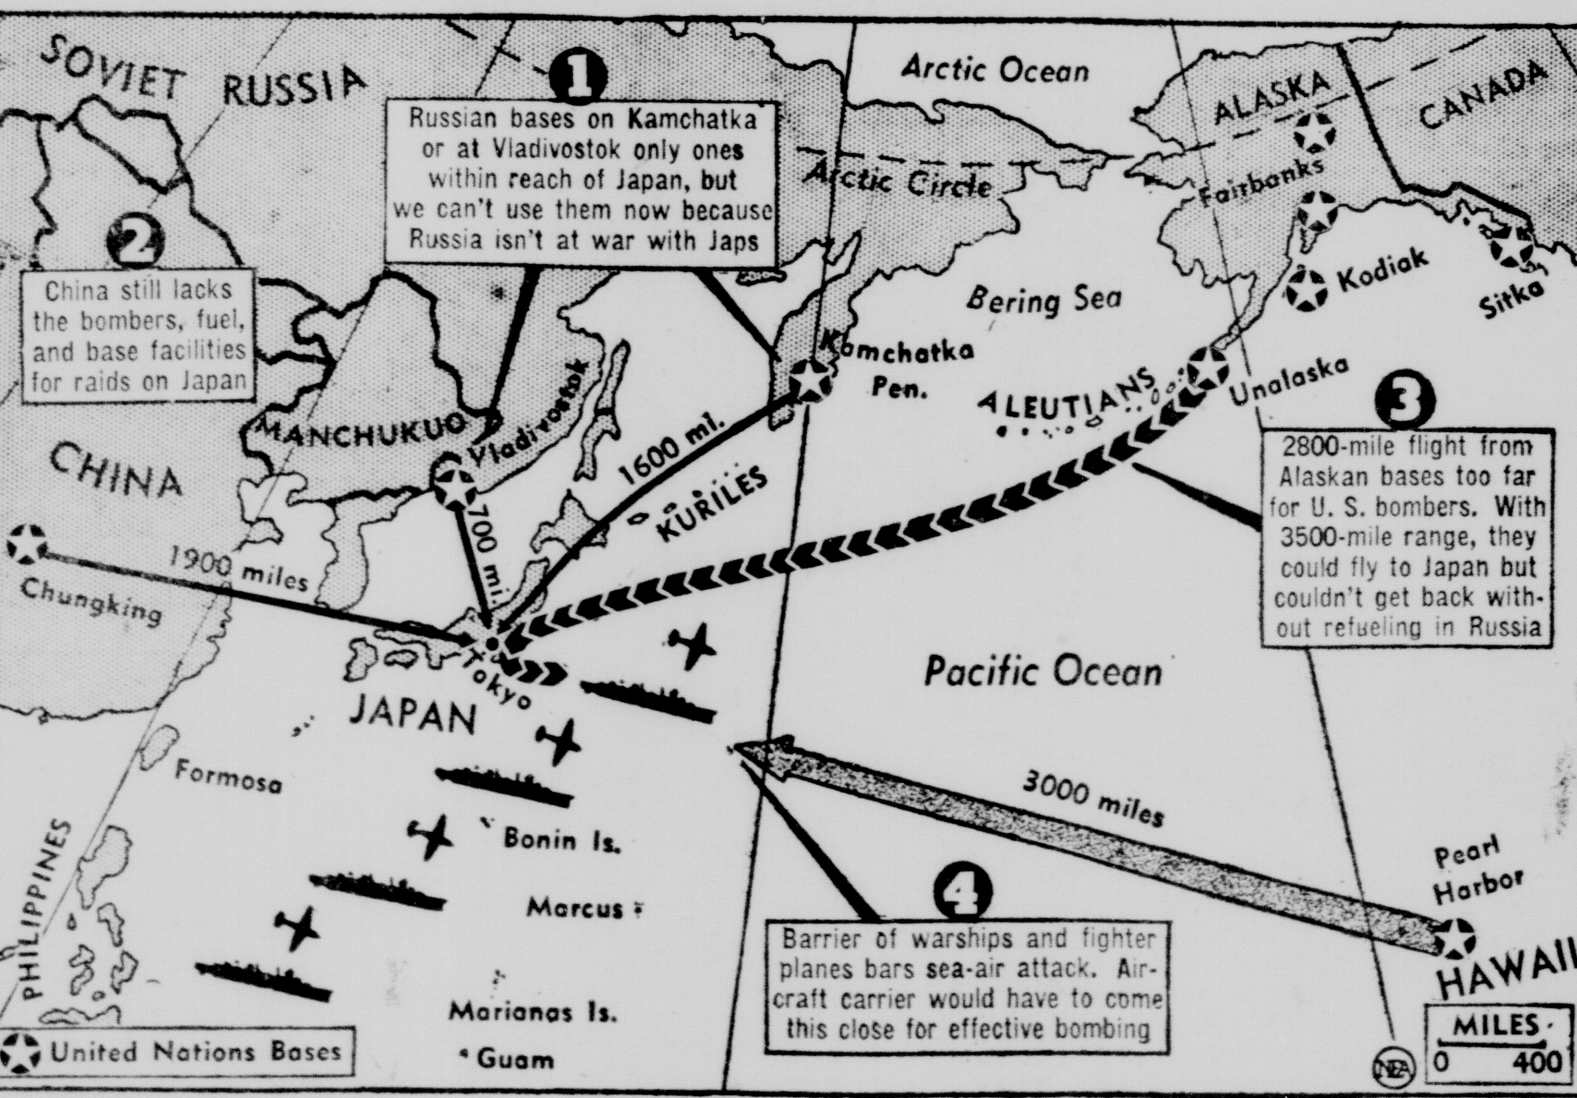 SOVIET RUSSIA
1
Russian bases on Kamchatka
or at Vladivostok only ones
within reach of Japan, but
we can't use them now because
Russia isn't at war with Japs
Arctic Ocean
ALASKA
CANADA
Arctic Circle
Fairbanks
2
China still lacks
the bombers, fuel,
and base facilities
for raids on Japan
Bering Sea
Kodiak
Sitka
Kamchatka
Pen.
ALEUTIANS
Unalaska
MANCHUKUO
Vladivostok
CHINA
1600 mi.
KURILES
700 mi.
3
2800-mile flight from
Alaskan bases too far
for U. S. bombers. With
3500-mile range, they
could fly to Japan but
couldn't get back with-
out refueling in Russia
1900 miles
Chungking
Tokyo
JAPAN
Pacific Ocean
Formosa
3000 miles
PHILIPPINES
Bonin Is.
Marcus
Pearl
Harbor
HAWAII
4
Barrier of warships and fighter
planes bars sea-air attack. Air-
craft carrier would have to come
this close for effective bombing
Marianas Is.
Guam
United Nations Bases
NEA
MILES
0 400